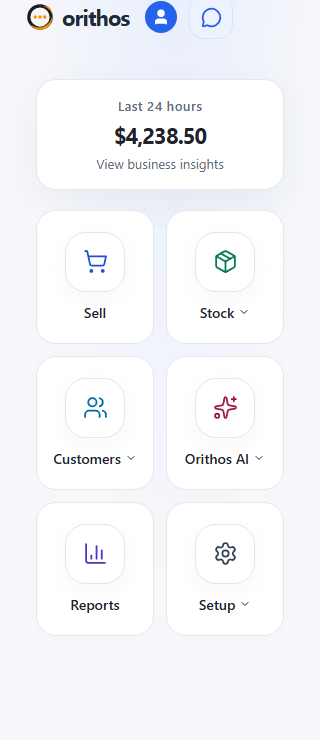 orithos
Last 24 hours
$4,238.50
View business insights
Sell
Stock
Customers
Orithos AI
Reports
Setup